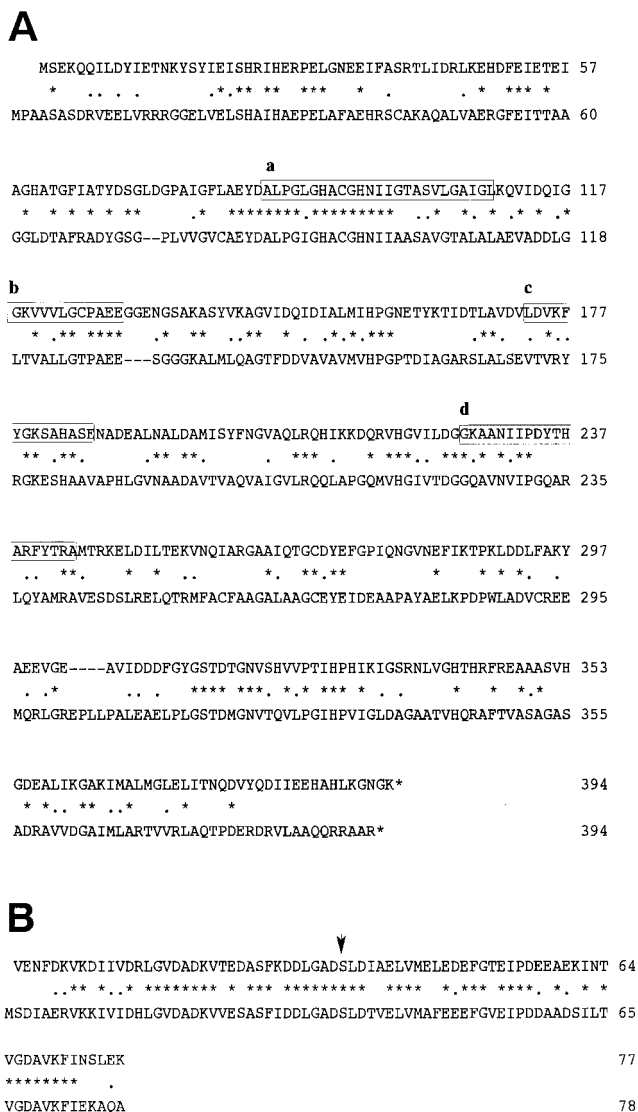 A
MSEKQQILDYIETNKYSYIEISHRIHERPELGNEEIFASRTLIDRLKEHDFEIETEI 57
* .. . *. *** ** *** * . . * *** *
MPAASASDRVEELVRRRGGELVELSHAIHAEPELAFAEHRSCAKAQALVAERGFEITTAA 60
a
AGHATGFIATYDSGLDGPAIGFLAEYDALPGLGHACGHNIIGTASVLGAIGLKQVIDQIG 117
* * * * * ** * .* ******** ********* .. * .* * . * . *
GGLDTAFRADYGSG--PLVVGVCAEYDALPGIGHACGHNIIAASAVGTALALAEVADDLG 118
b
c
GKVVVLGCPAEEGGENGSAKASYVKAGVIDQIDIALMIHPGNETYKTIDTLAVDVLDVKF 177
* . **** * .* .. ** . *. * *** .. * . * ..
LTVALLGTPAEE---SGGGKALMLQAGTFDDVAVAVMVHPGPTDIAGARSLALSEVTVRY 175
d
YGKSAHASENADEALNALDAMISYFNGVAQLRQHIKKDQRVHGVILDGGKAANIIPDYTH 237
** .** .** ** . * *** . * *** * ** *. *.**
RGKESHAAVAPHLGVNAADAVTVAQVAIGVLRQQLAPGQMVHGIVTDGGQAVNVIPGQAR 235
ARFYTRAMTRKELDILTEKVNQIARGAAIQTGCDYEFGPIQNGVNEFIKTPKLDDLFAKY 297
.. ** * * * . ** .** * * * * . .
LQYAMRAVESDSLRELQTRMFACFAAGALAAGCEYEIDEAAPAYAELKPDPWLADVCREE 295
AEEVGE----AVIDDDFGYGSTDTGNVSHVVPTIHPHIKIGSRNLVGHTHRFREAAASVH 353
. .* .. . **** ** *. * *** * . . * * .*
MQRLGREPLLPALEAELPLGSTDMGNVTQVLPGIHPVIGLDAGAATVHQRAFTVASAGAS 355
GDEALIKGAKIMALMGLELITNQDVYQDIIEEHAHLKGNGK* 394
* *.. ** .. * . * *
ADRAVVDGAIMLARTVVRLAQTPDERDRVLAAQQRRAAR* 394
B
VENFDKVKDIIVDRLGVDADKVTEDASFKDDLGADSLDIAELVMELEDEFGTEIPDEEAEKINT 64
..** *.** ******** * *** ********* **** * .** **** . * *
MSDIAERVKKIVIDHLGVDADKVVESASFIDDLGADSLDTVELVMAFEEEFGVEIPDDAADSILT 65
VGDAVKFINSLEK 77
******** .
VGDAVKFIEKAQA 78